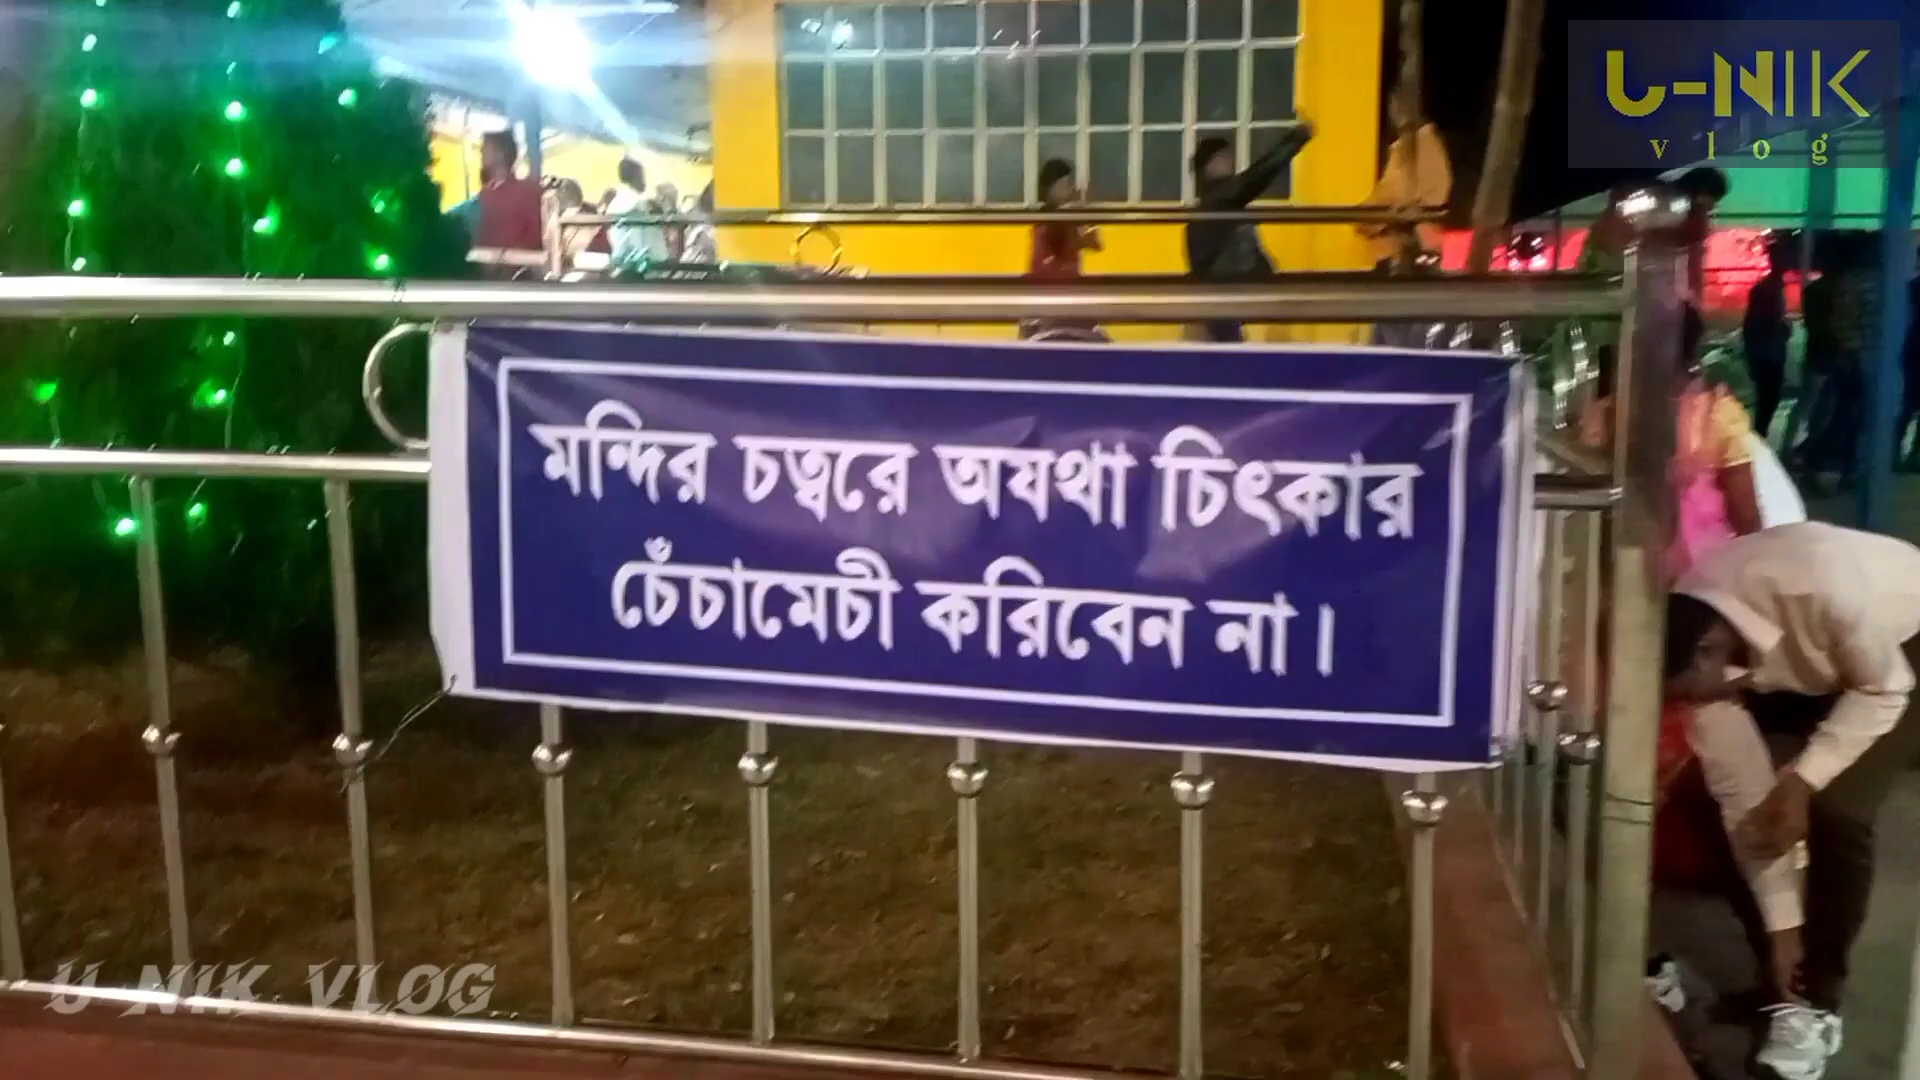 U-NIK
vlog
মন্দির চত্বরে অযথা চিৎকার
চেঁচামেচী করিবেন না।
U NIK VLOG